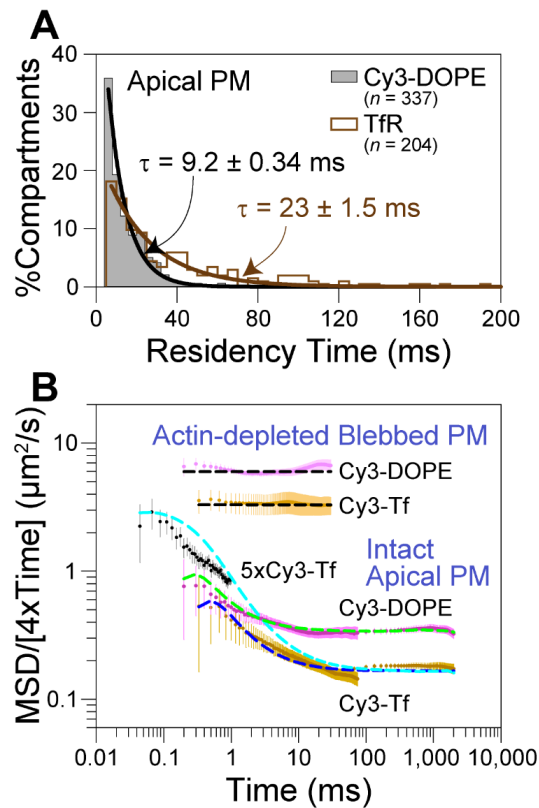 A
40
30
20
10
0
%Compartments
Apical PM
Cy3-DOPE
(n = 337)
TfR
(n = 204)
τ = 9.2 ± 0.34 ms
τ = 23 ± 1.5 ms
0 40 80 120 160 200
Residency Time (ms)
B
MSD/[4xTime] (μm²/s)
10
1
0.1
Actin-depleted Blebbed PM
Cy3-DOPE
Cy3-Tf
5xCy3-Tf
Intact
Apical PM
Cy3-DOPE
Cy3-Tf
0.01 0.1 1 10 100 1,000 10,000
Time (ms)